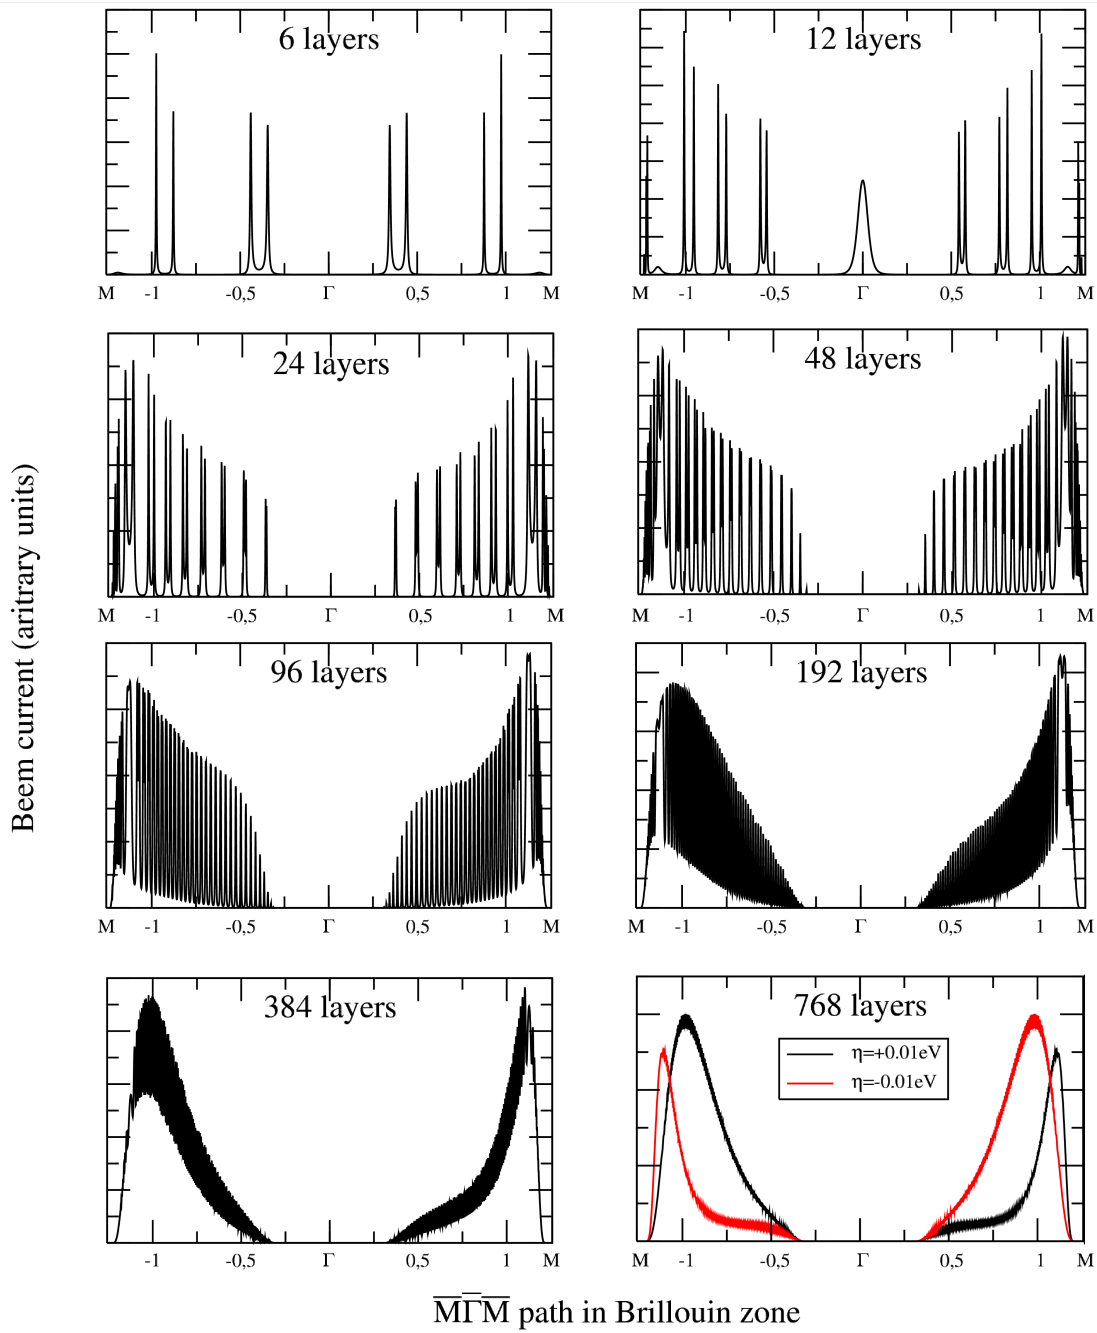 6 layers
12 layers
M -1 -0,5 Γ 0,5 1 M
M -1 -0,5 Γ 0,5 1 M
24 layers
48 layers
M -1 -0,5 Γ 0,5 1 M
M -1 -0,5 Γ 0,5 1 M
96 layers
192 layers
M -1 -0,5 Γ 0,5 1 M
M -1 -0,5 Γ 0,5 1 M
384 layers
768 layers
η=+0.01eV
η=-0.01eV
-1 -0,5 Γ 0,5 1 M
M -1 -0,5 Γ 0,5 1 M
Beem current (aritrary units)
M̅Γ̅M̅ path in Brillouin zone